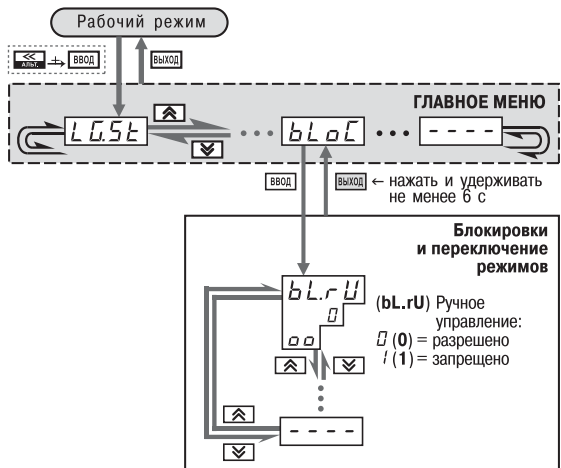 Рабочий режим
<< АЛЬТ. + ВВОД
ВЫХОД
ГЛАВНОЕ МЕНЮ
LG.St
bLoC
- - - -
ВВОД
ВЫХОД ← нажать и удерживать
не менее 6 с
Блокировки
и переключение
режимов
bL.rU
0
oo
(bL.rU) Ручное
управление:
0 (0) = разрешено
1 (1) = запрещено
- - - -